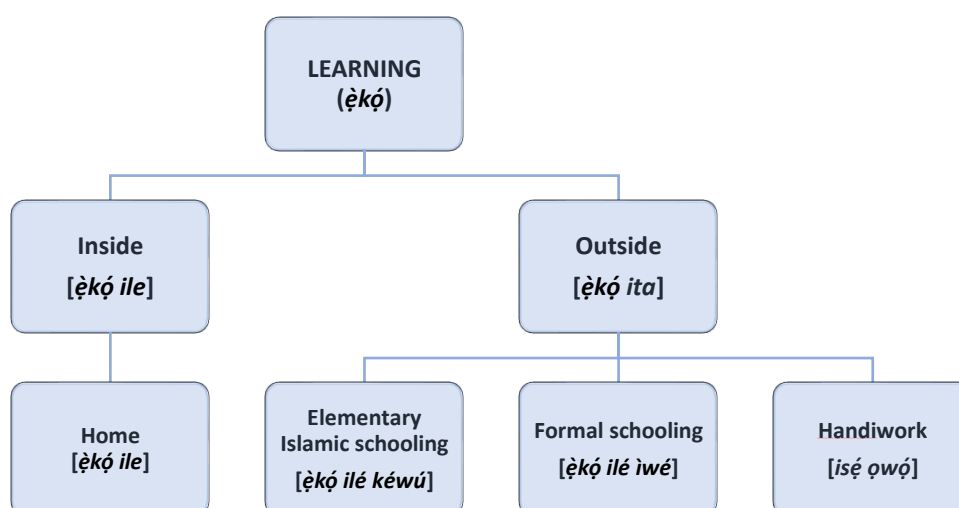 LEARNING
(ẹ̀kọ́)
Inside
[ẹ̀kọ́ ile]
Outside
[ẹ̀kọ́ ita]
Home
[ẹ̀kọ́ ile]
Elementary
Islamic schooling
[ẹ̀kọ́ ilé kéwú]
Formal schooling
[ẹ̀kọ́ ilé ìwé]
Handiwork
[isẹ́ ọwọ́]